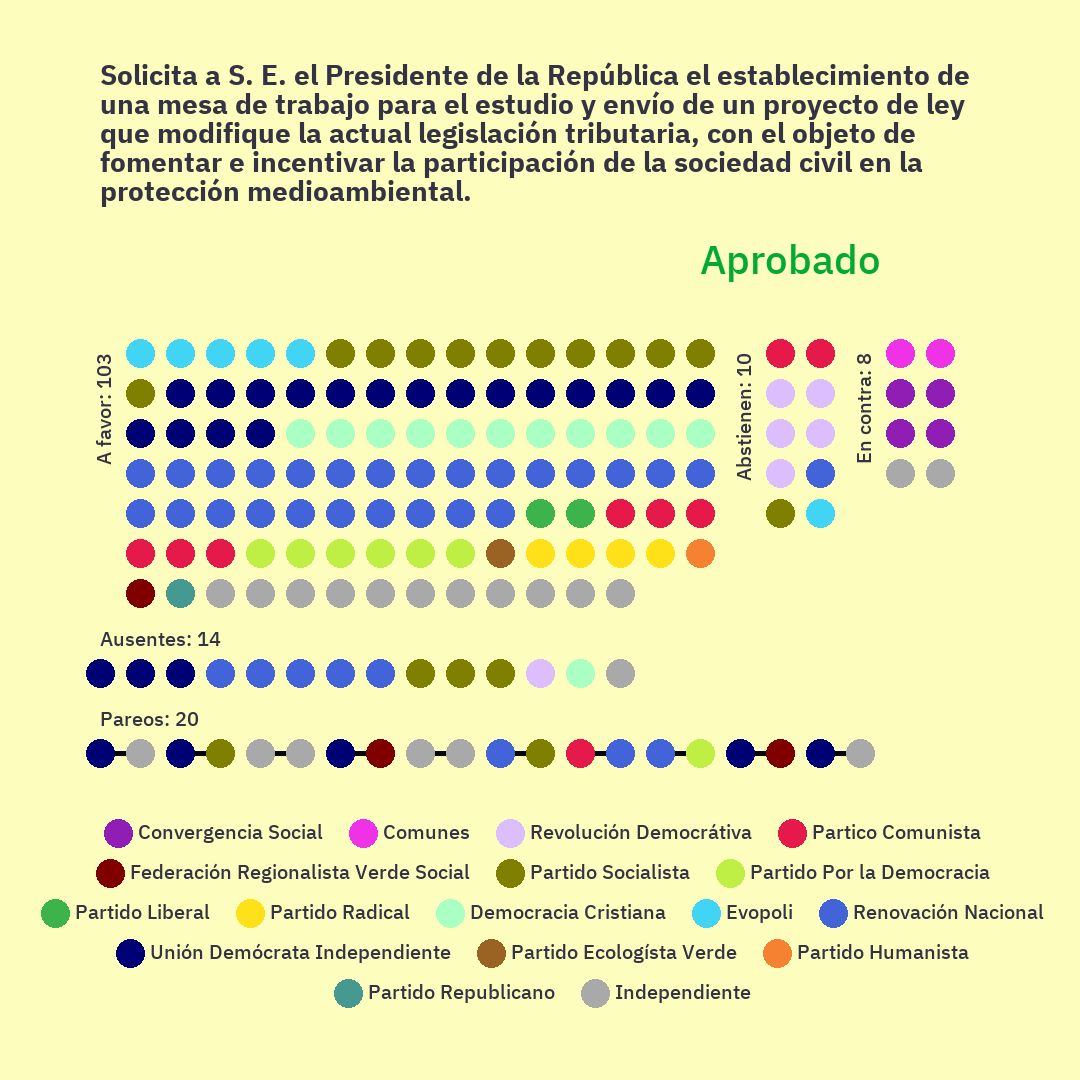 Solicita a S. E. el Presidente de la República el establecimiento de
una mesa de trabajo para el estudio y envío de un proyecto de ley
que modifique la actual legislación tributaria, con el objeto de
fomentar e incentivar la participación de la sociedad civil en la
protección medioambiental.
Aprobado
A favor: 103
Abstienen: 10
En contra: 8
Ausentes: 14
Pareos: 20
Convergencia Social
Comunes
Revolución Democrátiva
Partico Comunista
Federación Regionalista Verde Social
Partido Socialista
Partido Por la Democracia
Partido Liberal
Partido Radical
Democracia Cristiana
Evopoli
Renovación Nacional
Unión Demócrata Independiente
Partido Ecologísta Verde
Partido Humanista
Partido Republicano
Independiente